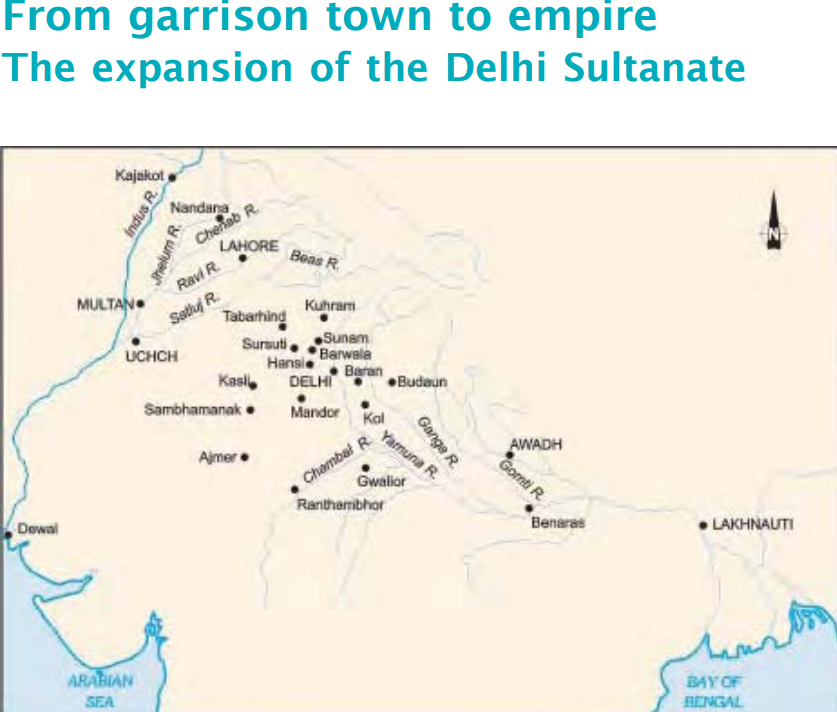 From garrison town to empire
The expansion of the Delhi Sultanate
Kajakot
Indus R.
Nandana
Chenab R.
Jhelum R.
LAHORE
Beas R.
Ravi R.
N
MULTAN
Satluj R.
Kuhram
Tabarhind
UCHCH
Sursuti
Sunam
Barwala
Hansi
Baran
Kasli
DELHI
Budaun
Sambhamanak
Mandor
Kol
Ganga R.
Yamuna R.
Chambal R.
AWADH
Ajmer
Gwalior
Gomti R.
Ranthambhor
Benaras
LAKHNAUTI
Dewal
ARABIAN
SEA
BAY OF
BENGAL